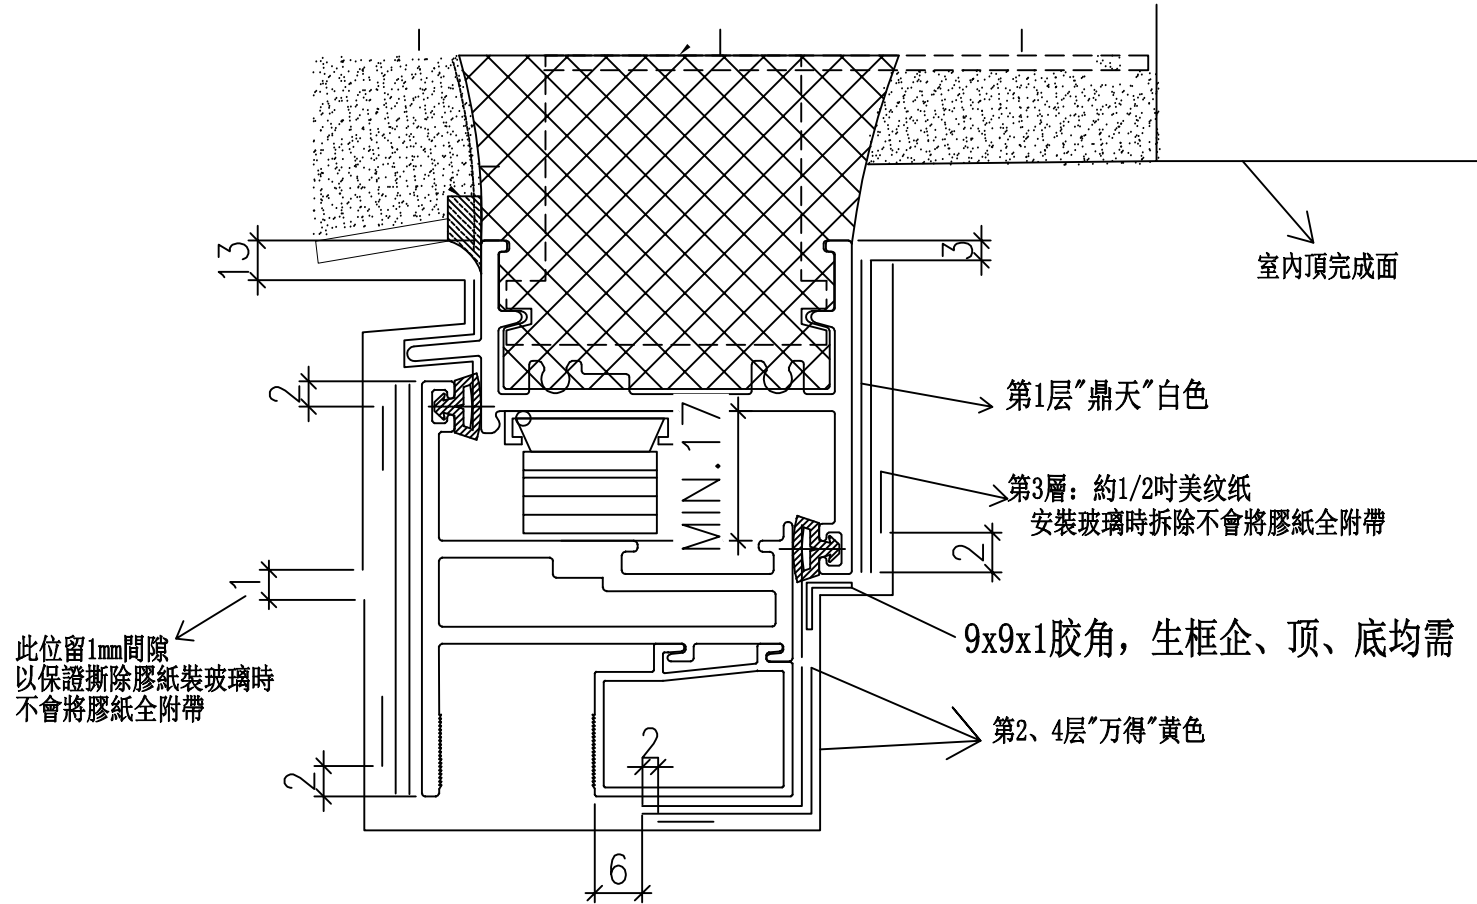 13
3
室內頂完成面
2
第1层"鼎天"白色
MIN.17
第3層：約1/2吋美纹纸
安裝玻璃時拆除不會將膠紙全附帶
2
1
此位留1mm間隙
以保證撕除膠紙裝玻璃時
不會將膠紙全附帶
9x9x1胶角，生框企、顶、底均需
第2、4层"万得"黄色
2
2
6